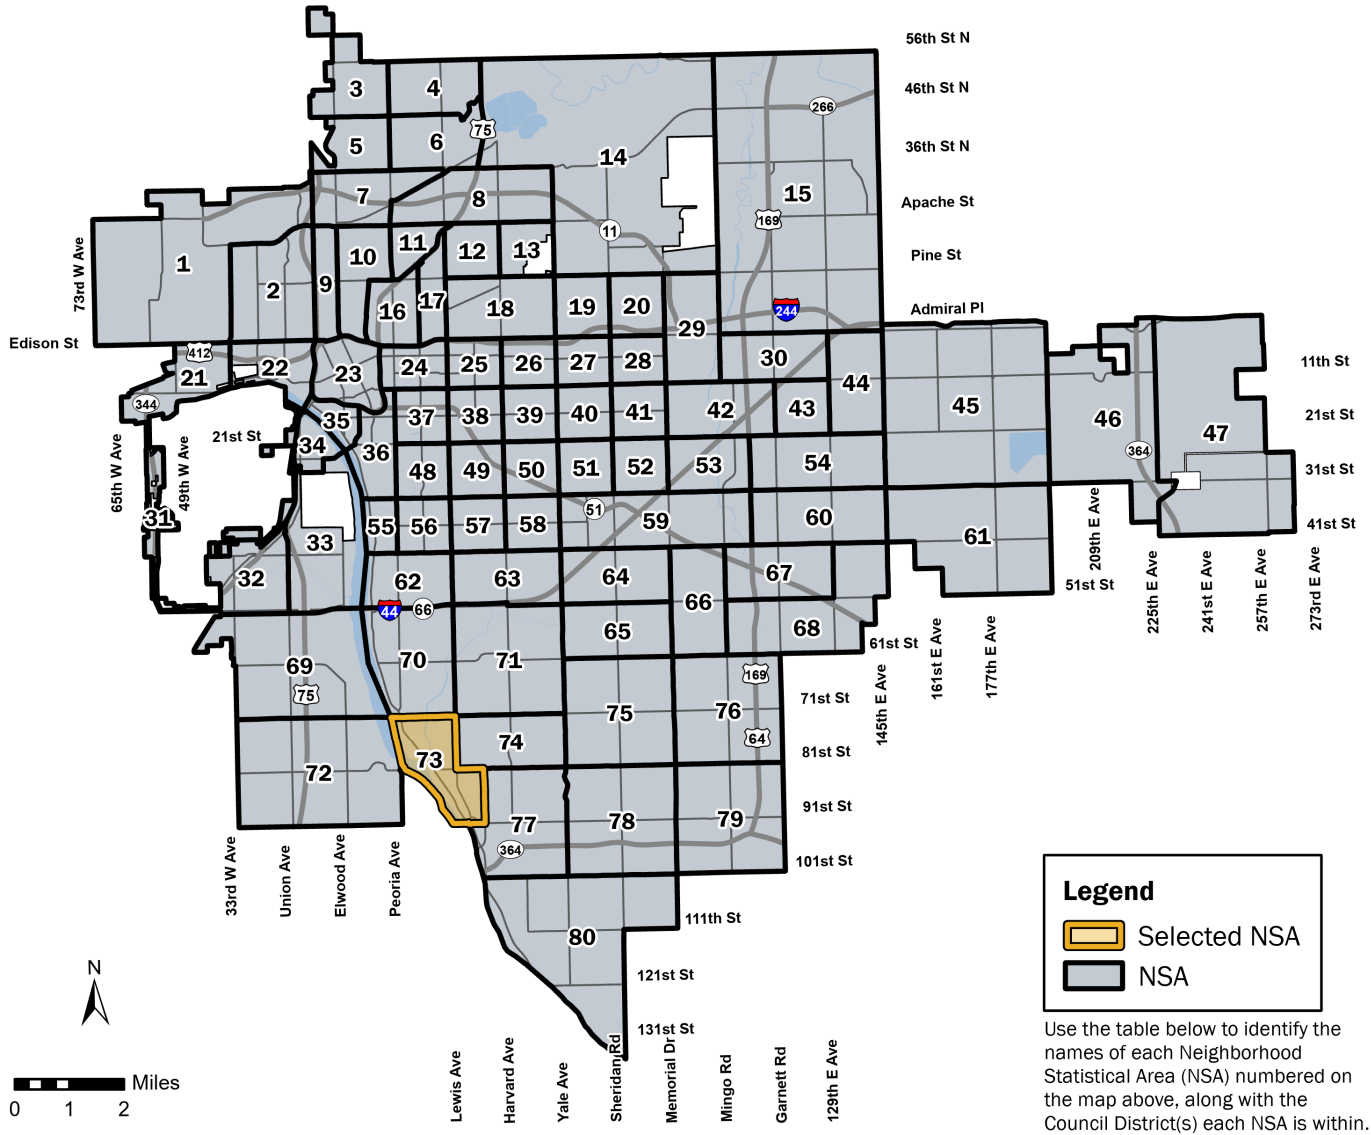 56th St N
3
4
46th St N
266
75
5
6
36th St N
14
7
8
15
Apache St
169
11
73rd W Ave
1
10
11
12
13
Pine St
2
9
16
17
18
19
20
29
244
Admiral Pl
Edison St
412
21
22
23
24
25
26
27
28
30
44
11th St
344
35
37
38
39
40
41
42
43
45
46
47
21st St
65th W Ave
49th W Ave
21st St
34
36
48
49
50
51
52
53
54
364
31st St
31
33
55
56
57
58
51
59
60
61
41st St
32
62
63
64
67
209th E Ave
51st St
44
66
66
65
68
61st St
225th E Ave
241st E Ave
257th E Ave
273rd E Ave
69
70
71
145th E Ave
161st E Ave
177th E Ave
75
169
71st St
75
76
72
73
74
64
81st St
91st St
77
78
79
364
101st St
33rd W Ave
Union Ave
Elwood Ave
Peoria Ave
111th St
80
121st St
131st St
Lewis Ave
Harvard Ave
Yale Ave
Sheridan Rd
Memorial Dr
Mingo Rd
Garnett Rd
129th E Ave
N
Miles
0 1 2
Legend
Selected NSA
NSA
Use the table below to identify the
names of each Neighborhood
Statistical Area (NSA) numbered on
the map above, along with the
Council District(s) each NSA is within.